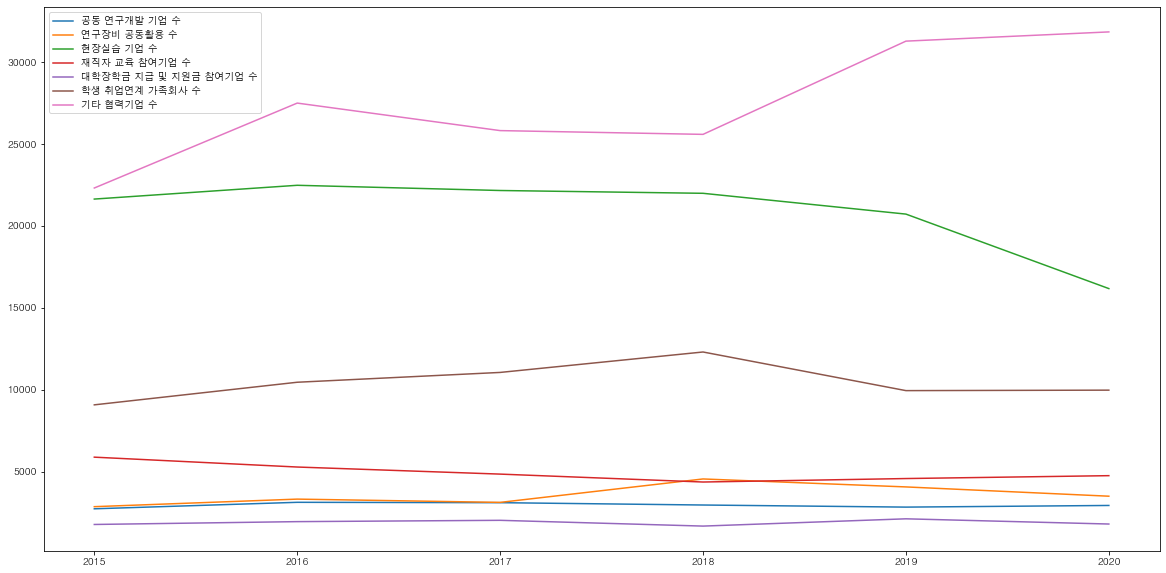 공동 연구개발 기업 수
연구장비 공동활용 수
현장실습 기업 수
재직자 교육 참여기업 수
대학장학금 지급 및 지원금 참여기업 수
학생 취업연계 가족회사 수
기타 협력기업 수
30000
25000
20000
15000
10000
5000
2015 2016 2017 2018 2019 2020